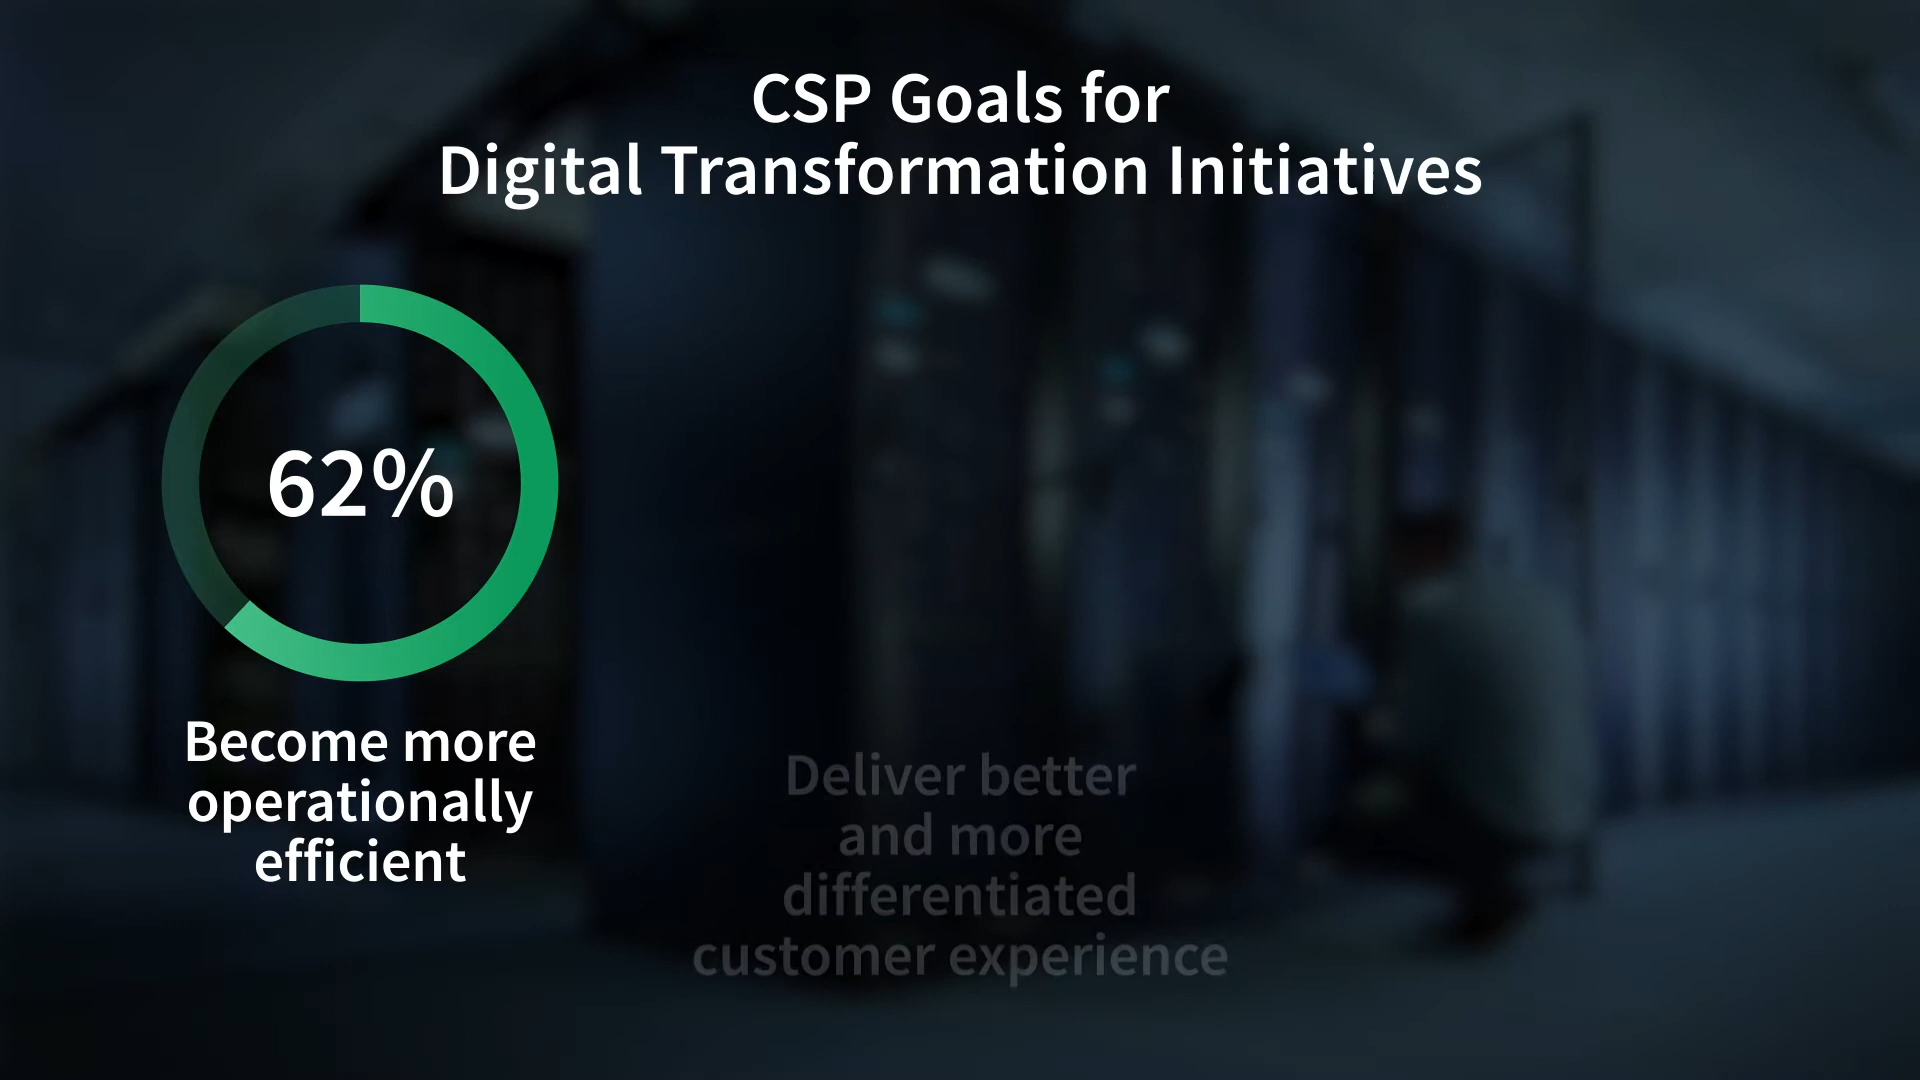 CSP Goals for
Digital Transformation Initiatives
62%
Become more
operationally
efficient
Deliver better
and more
differentiated
customer experience